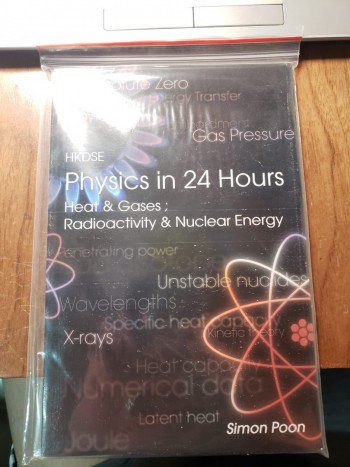 Zero
Energy Transfer
Gas Pressure
HKDSE
Physics in 24 Hours
Heat & Gases ;
Radioactivity & Nuclear Energy
Penetrating power
Unstable nuclides
Wavelengths
Specific heat capacity
Kinetic Theory
X-rays
Heat capacity
Numerical data
Latent heat
Simon Poon
Joule